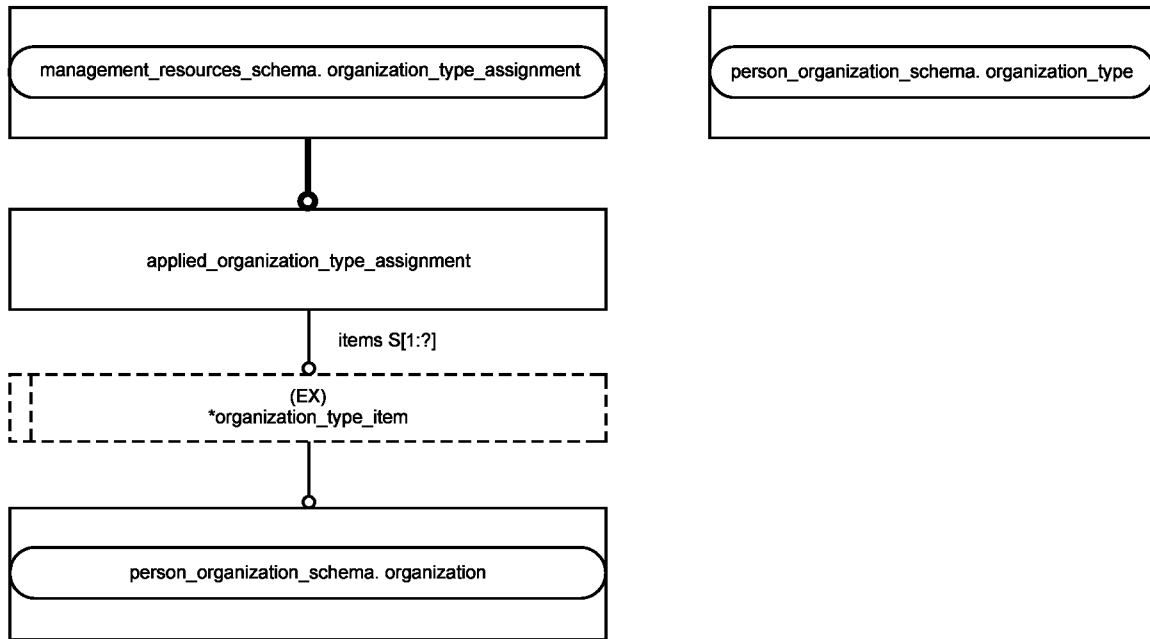 management_resources_schema. organization_type_assignment
person_organization_schema. organization_type
applied_organization_type_assignment
items S[1:?]
(EX)
*organization_type_item
person_organization_schema. organization